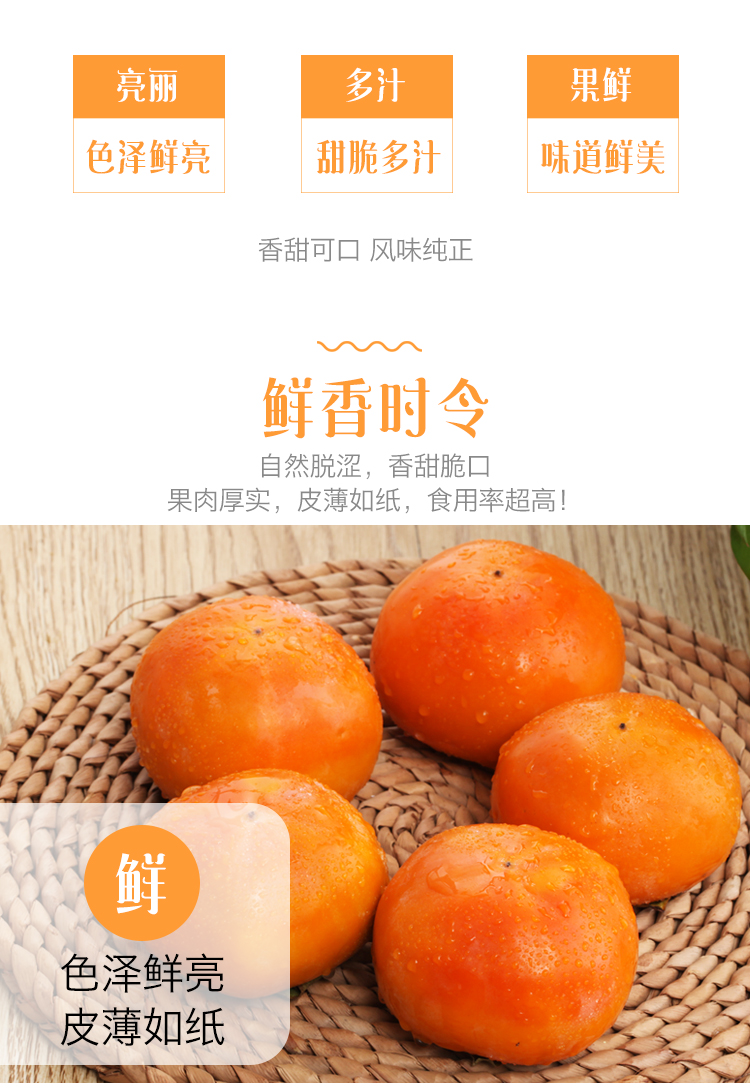 亮丽
多汁
果鲜
色泽鲜亮
甜脆多汁
味道鲜美
香甜可口 风味纯正
鲜香时令
自然脱涩，香甜脆口
果肉厚实，皮薄如纸，食用率超高！
鲜
色泽鲜亮
皮薄如纸